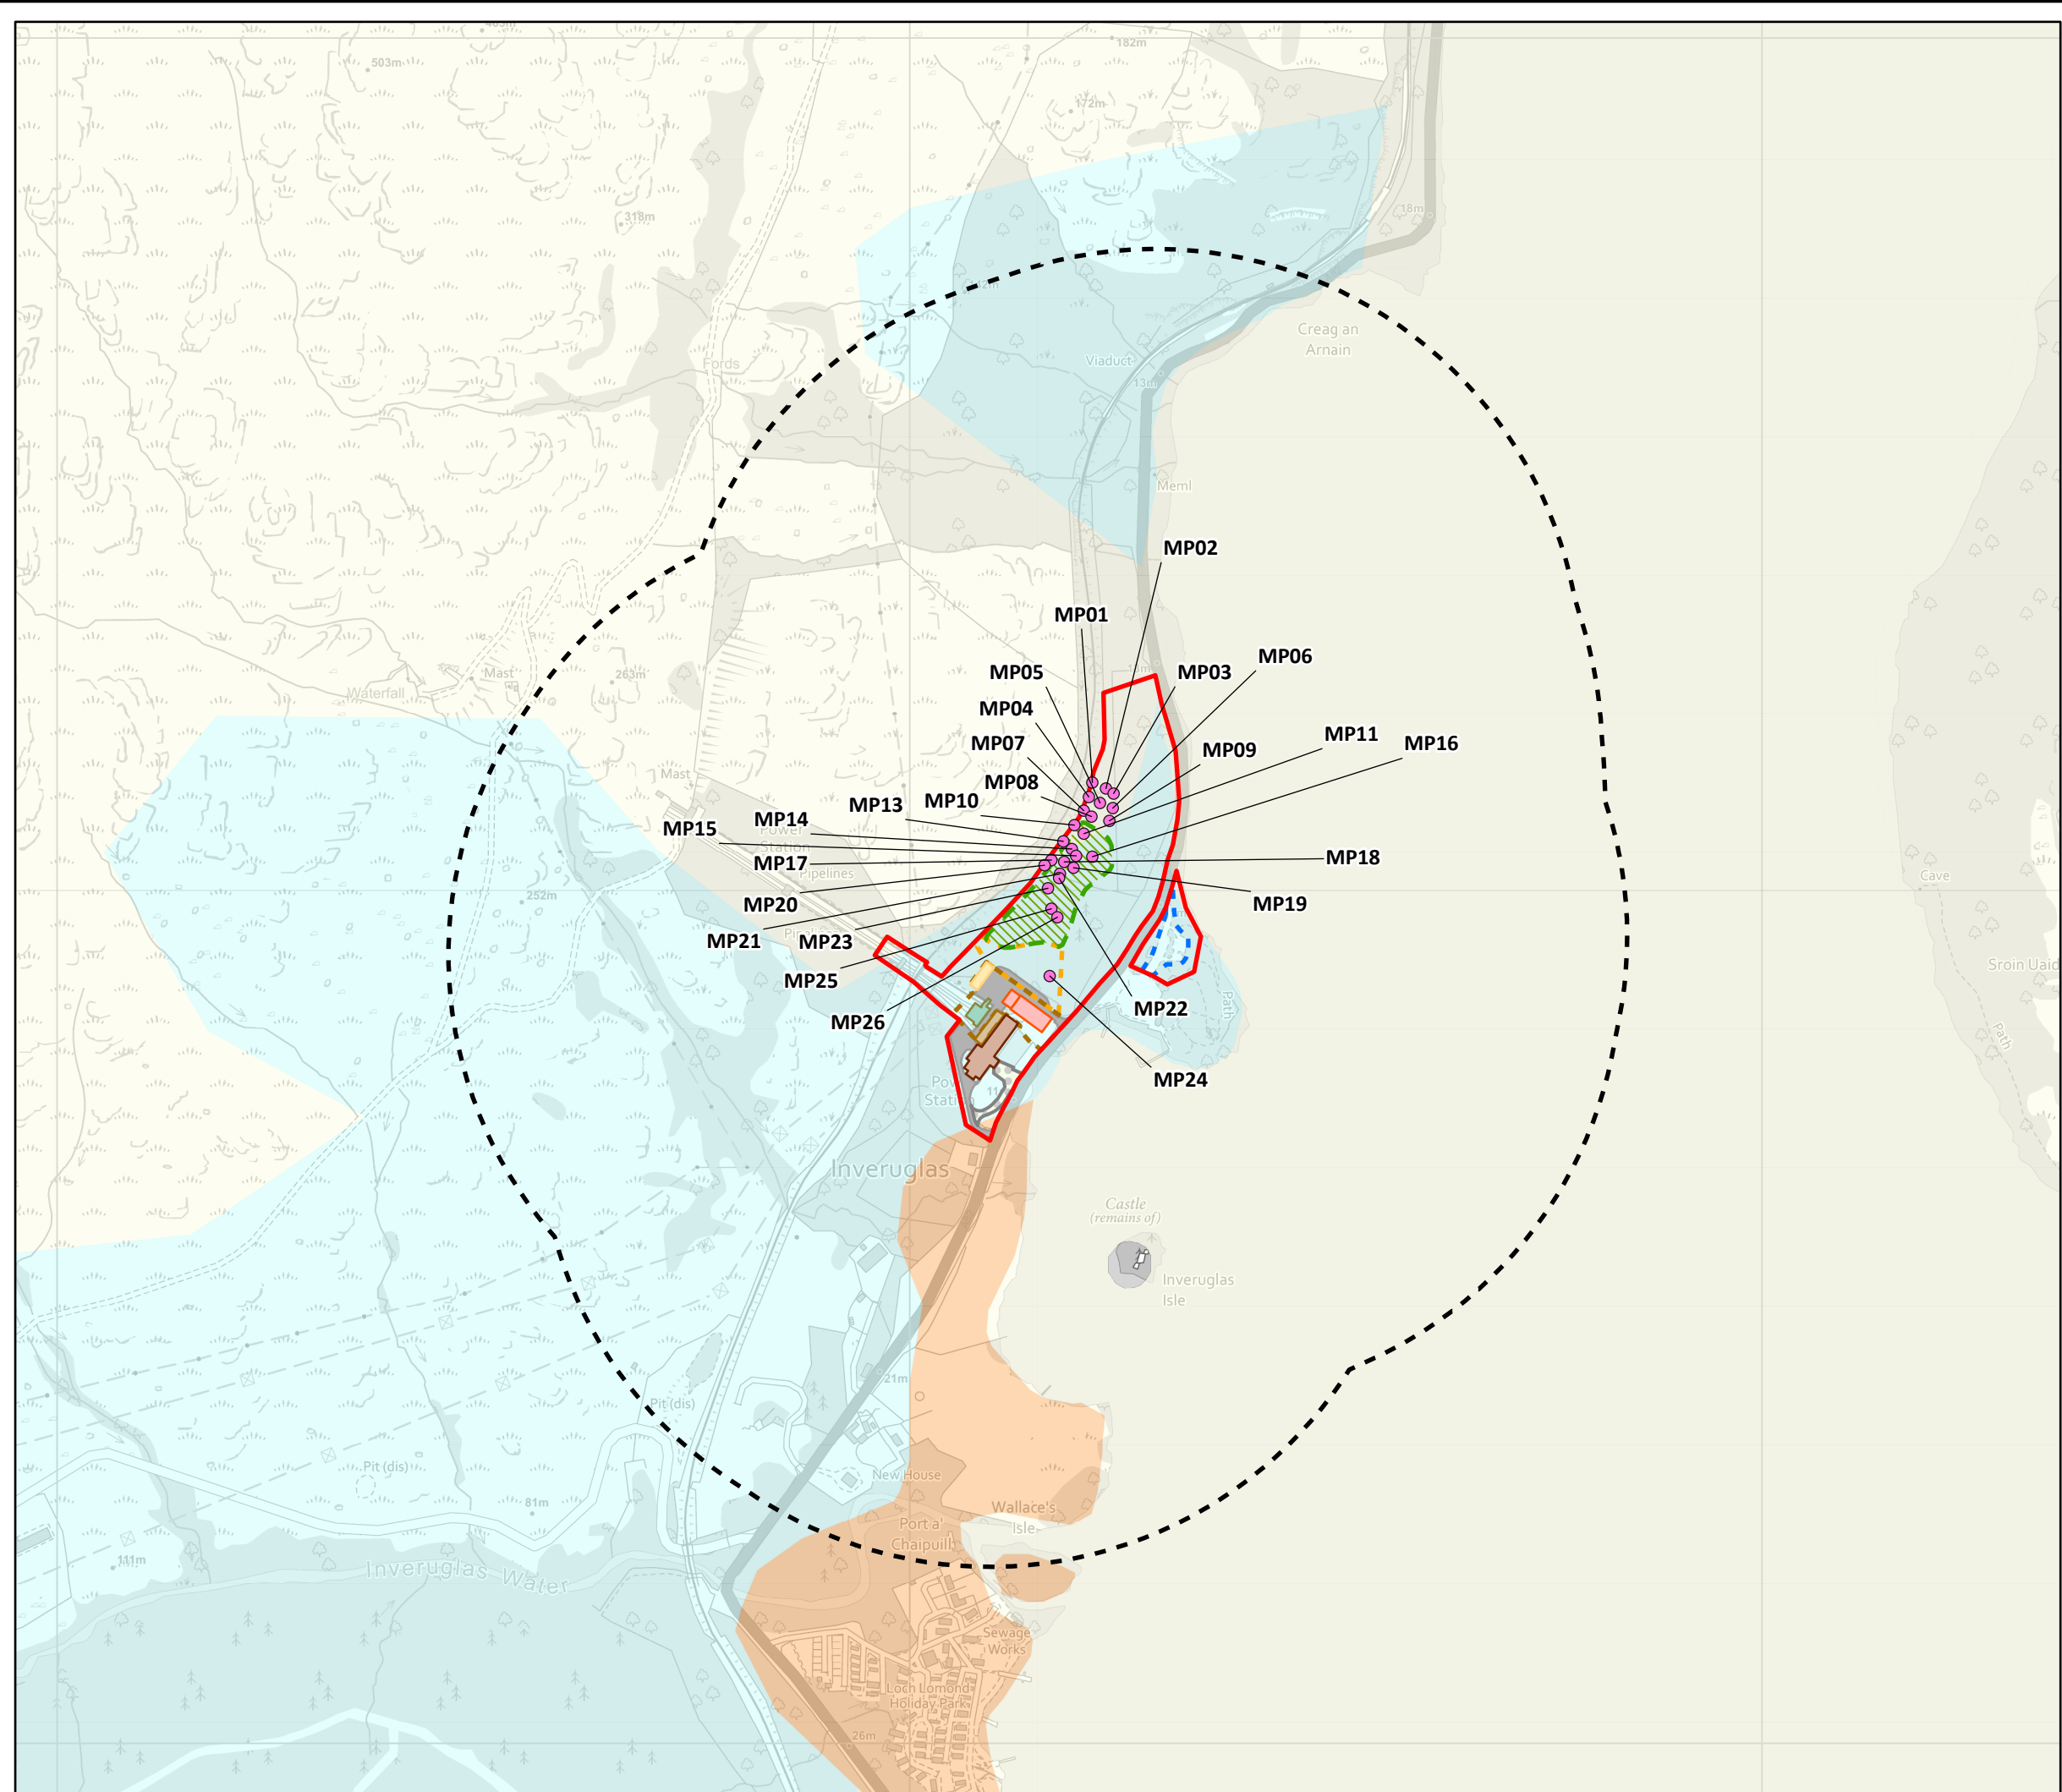 503m
182m
172m
318m
18m
Creag an
Arnain
Fords
Viaduct
13m
Meml
MP02
MP01
MP06
MP05
MP03
263m
Mast
Waterfall
MP04
MP11
MP07
MP09
MP16
Mast
MP08
MP10
MP13
MP14
MP15
Power
Station
MP18
MP17
Pipelines
Cave
252m
MP20
MP19
MP21
MP23
Sroin Uaid
MP25
Path
MP22
MP26
Path
MP24
Inveruglas
Castle
(remains of)
Inveruglas
Isle
21m
Pit (dis)
Pit (dis)
New House
81m
Wallace's
Isle
Port a'
Chaipuill
111m
Inveruglas Water
Sewage
Works
Loch Lomond
Holiday Park
26m